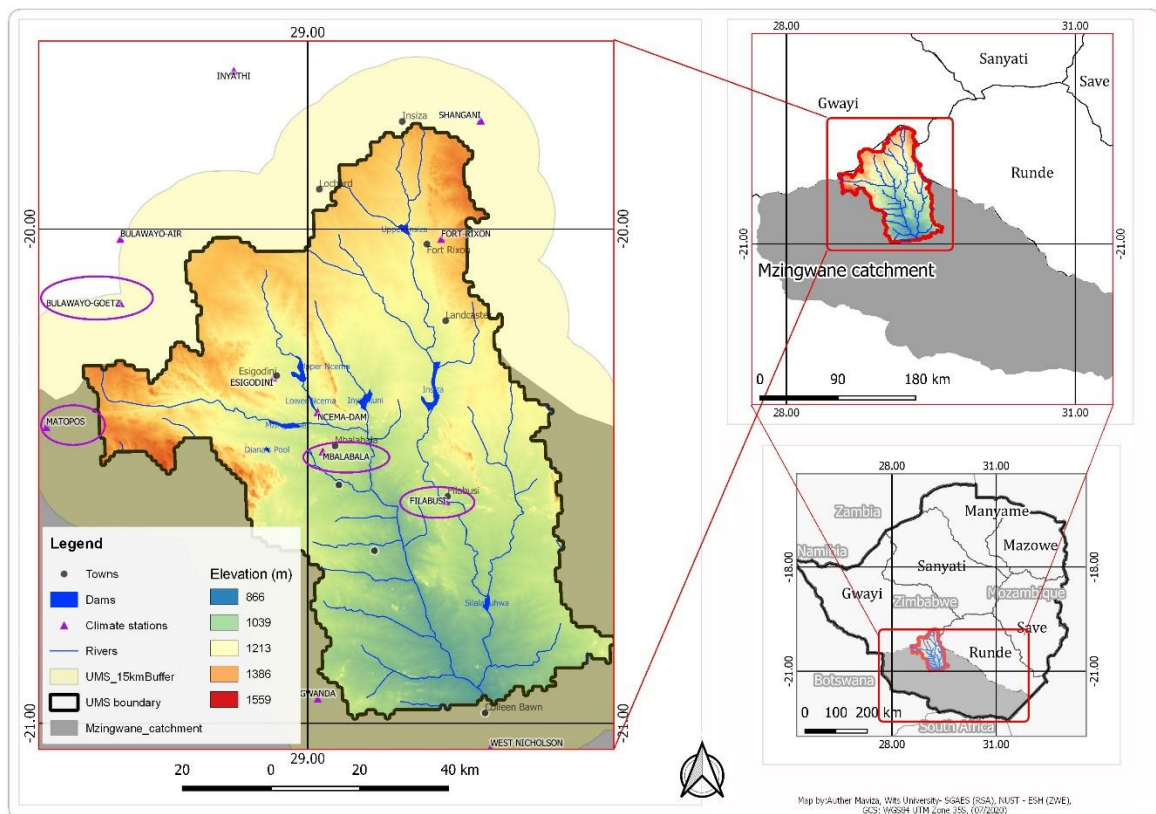 29.00
INYATHI
SHANGANI
Insiza
Lochard
-20.00
-20.00
BULAWAYO-AIR
FORT-RIXON
Fort Rixon
BULAWAYO-GOETZ
Landcaster
Esigodini
ESIGODINI
Upper Ncema
Insiza
Lower Ncema
NCEMA-DAM
MATOPOS
Mbalabala
MBALABALA
Diana's Pool
Filabusi
FILABUSI
GWANDA
Colleen Bawn
-21.00
-21.00
WEST NICHOLSON
29.00
Legend
Towns
Dams
Climate stations
Rivers
UMS_15kmBuffer
UMS boundary
Mzingwane_catchment
Elevation (m)
866
1039
1213
1386
1559
20 0 20 40 km
28.00 31.00
Sanyati
Save
Gwayi
Runde
-21.00
-21.00
Mzingwane catchment
0 90 180 km
28.00 31.00
28.00 31.00
Zambia
Manyame
Mazowe
Namibia
-18.00
-18.00
Sanyati
Gwayi
Zimbabwe
Mozambique
Save
Runde
-21.00
-21.00
Botswana
0 100 200 km
South Africa
28.00 31.00
Map by:Auther Maviza, Wits University- SGAES (RSA), NUST - ESH (ZWE),
GCS: WGS84 UTM Zone 35S, (07/2020)